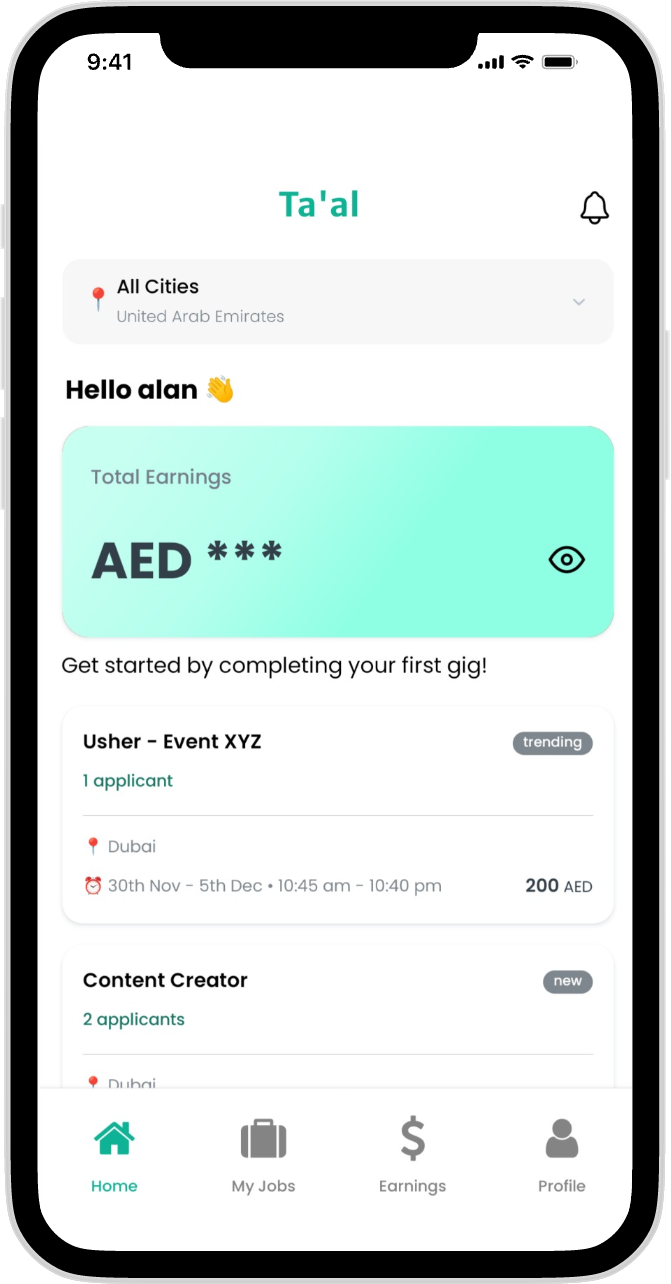 9:41
Ta'al
All Cities
United Arab Emirates
Hello alan 👋
Total Earnings
AED ***
Get started by completing your first gig!
Usher - Event XYZ
trending
1 applicant
📍 Dubai
⏰ 30th Nov - 5th Dec • 10:45 am - 10:40 pm
200 AED
Content Creator
new
2 applicants
📍 Dubai
Home
My Jobs
Earnings
Profile